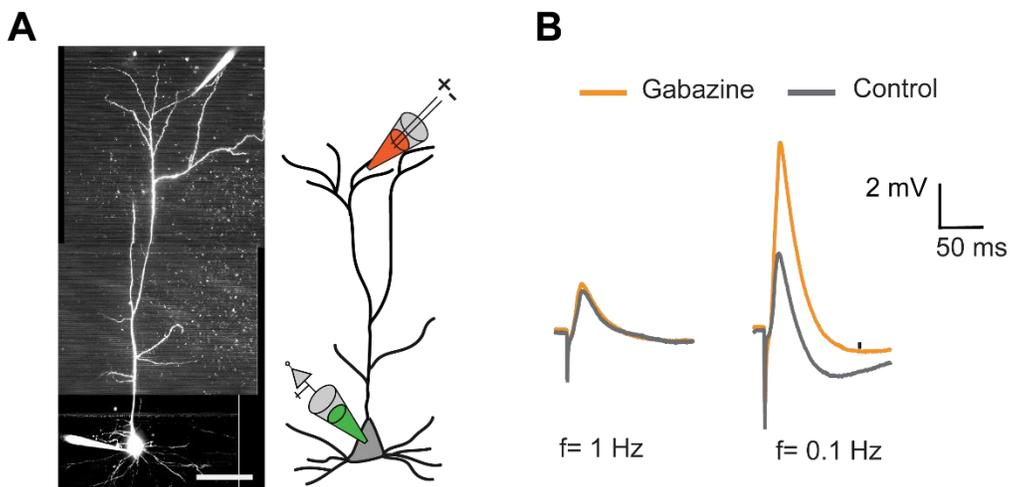 A
B
Gabazine
Control
2 mV
50 ms
f= 1 Hz
f= 0.1 Hz